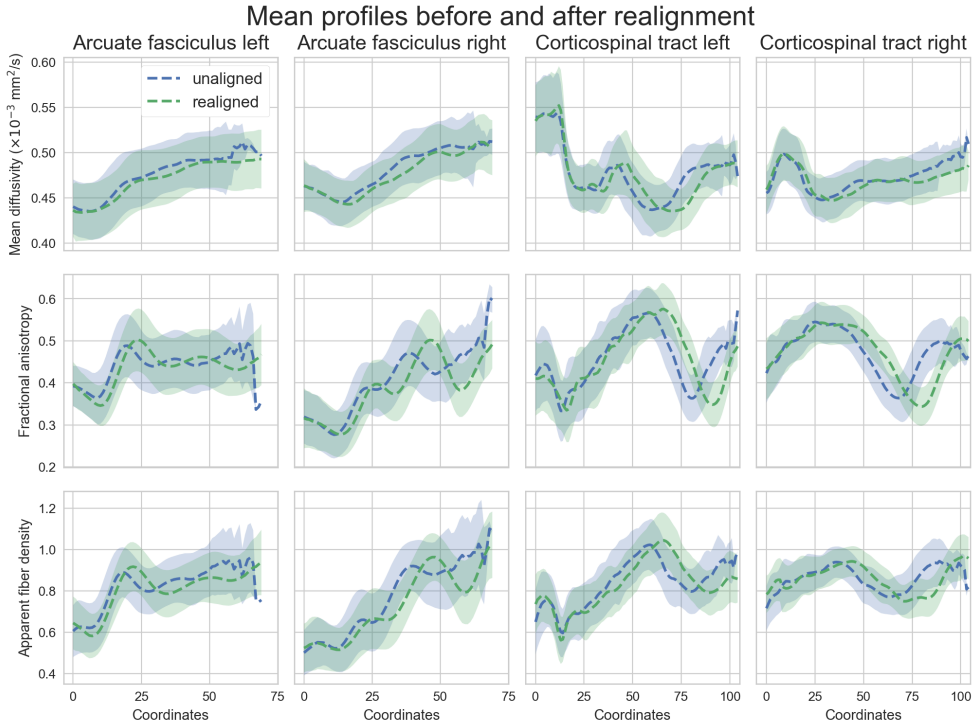 Mean profiles before and after realignment
Arcuate fasciculus left
Arcuate fasciculus right
Corticospinal tract left
Corticospinal tract right
Mean diffusivity (×10⁻³ mm²/s)
0.60
0.55
0.50
0.45
0.40
unaligned
realigned
Fractional anisotropy
0.6
0.5
0.4
0.3
0.2
Apparent fiber density
1.2
1.0
0.8
0.6
0.4
0 25 50 75
0 25 50 75
0 25 50 75 100
0 25 50 75 100
Coordinates
Coordinates
Coordinates
Coordinates